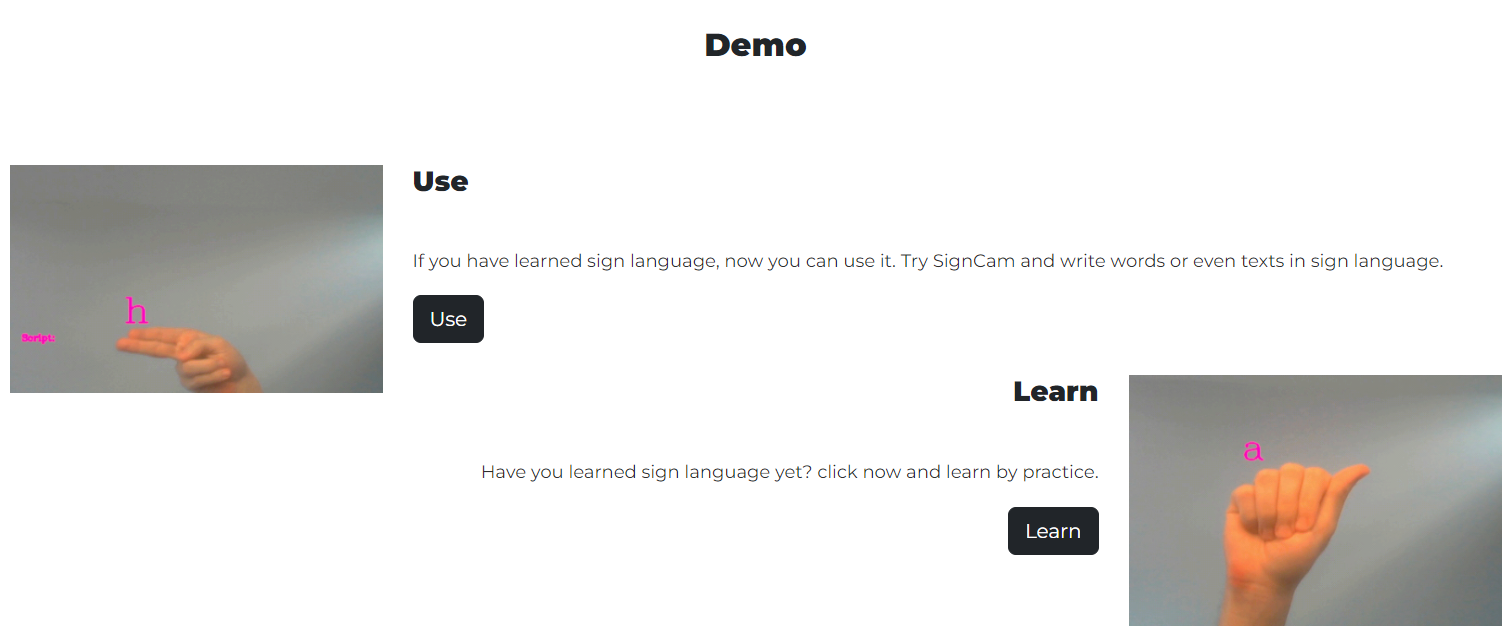 Demo
Use
If you have learned sign language, now you can use it. Try SignCam and write words or even texts in sign language.
Use
h
Script:
Learn
Have you learned sign language yet? click now and learn by practice.
Learn
a